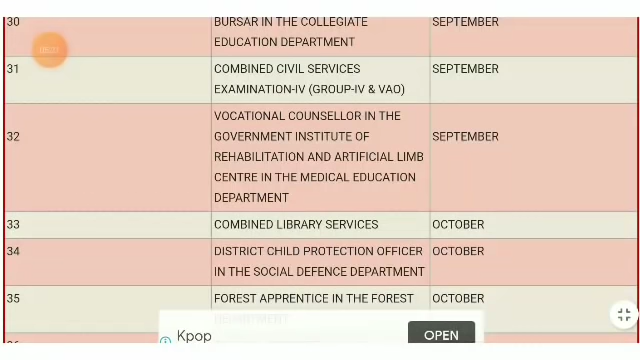 30 BURSAR IN THE COLLEGIATE SEPTEMBER
EDUCATION DEPARTMENT
31 COMBINED CIVIL SERVICES SEPTEMBER
EXAMINATION-IV (GROUP-IV & VAO)
VOCATIONAL COUNSELLOR IN THE
32 GOVERNMENT INSTITUTE OF SEPTEMBER
REHABILITATION AND ARTIFICIAL LIMB
CENTRE IN THE MEDICAL EDUCATION
DEPARTMENT
33 COMBINED LIBRARY SERVICES OCTOBER
34 DISTRICT CHILD PROTECTION OFFICER OCTOBER
IN THE SOCIAL DEFENCE DEPARTMENT
35 FOREST APPRENTICE IN THE FOREST OCTOBER
Kpop OPEN